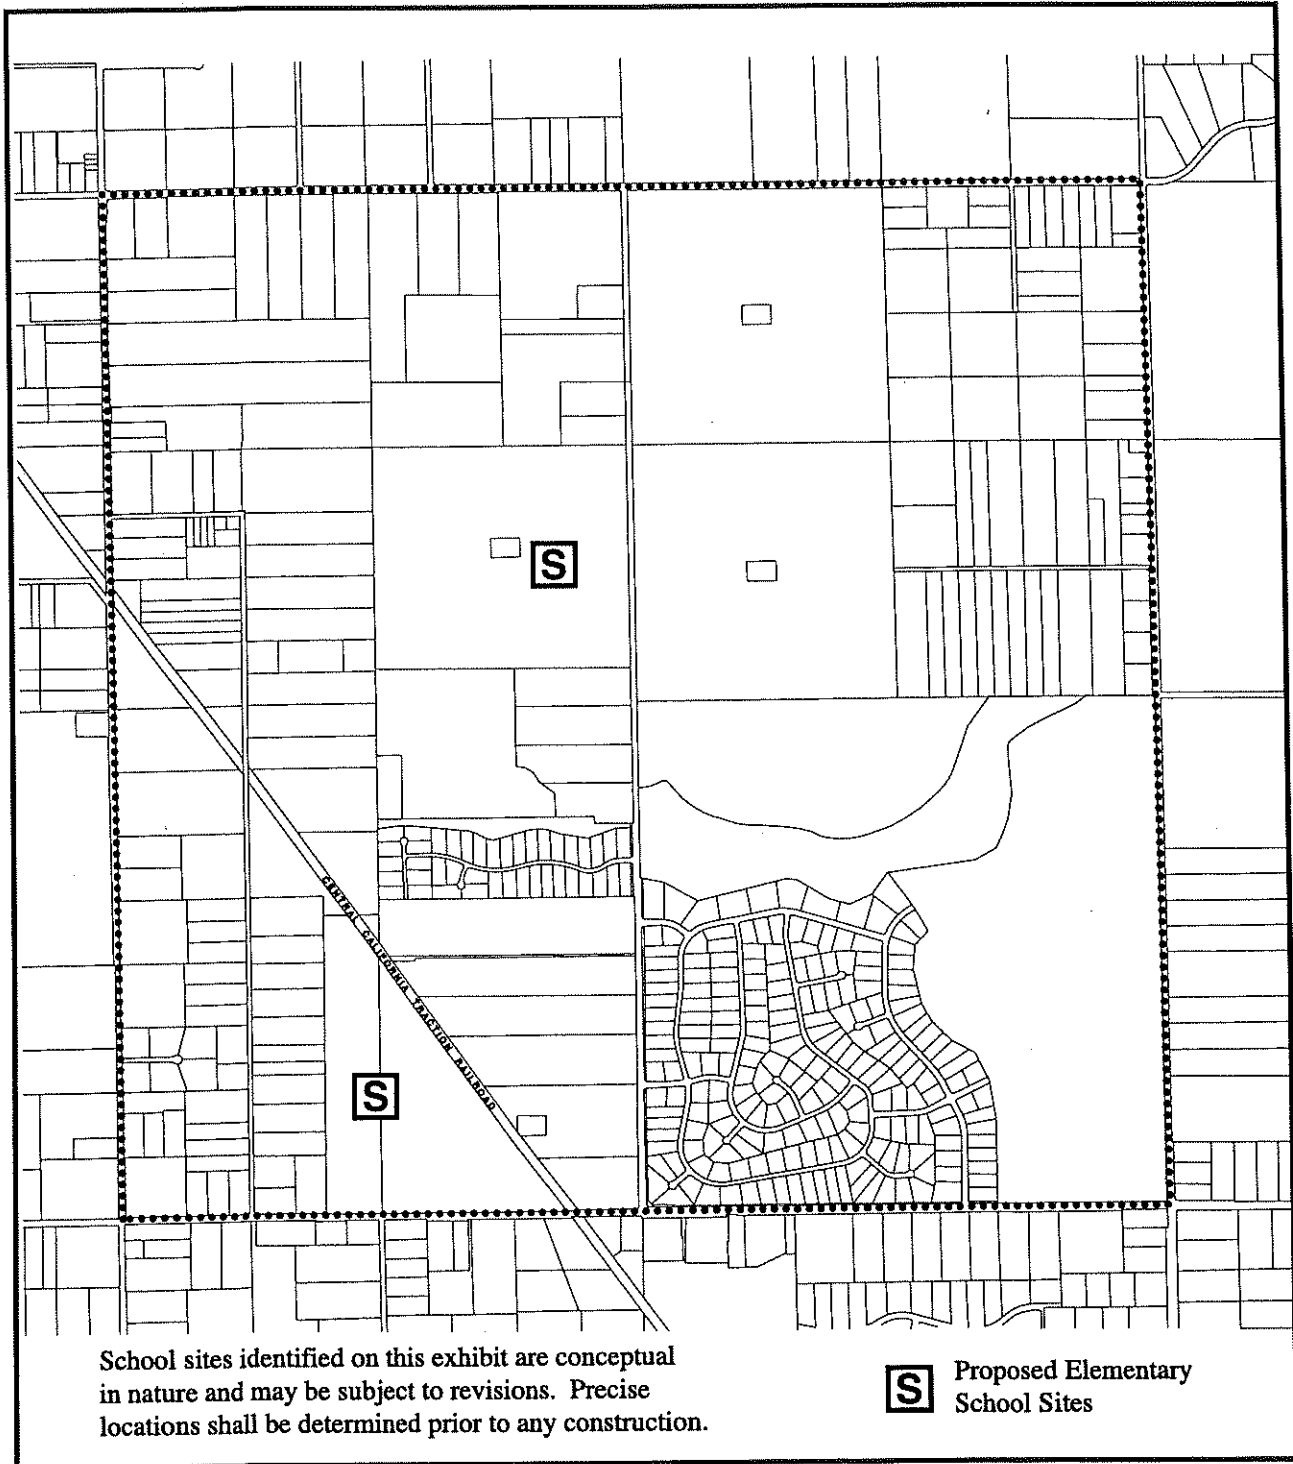 S
S
CENTRAL CALIFORNIA TRACTION RAILROAD
School sites identified on this exhibit are conceptual
in nature and may be subject to revisions. Precise
locations shall be determined prior to any construction.
S
Proposed Elementary
School Sites